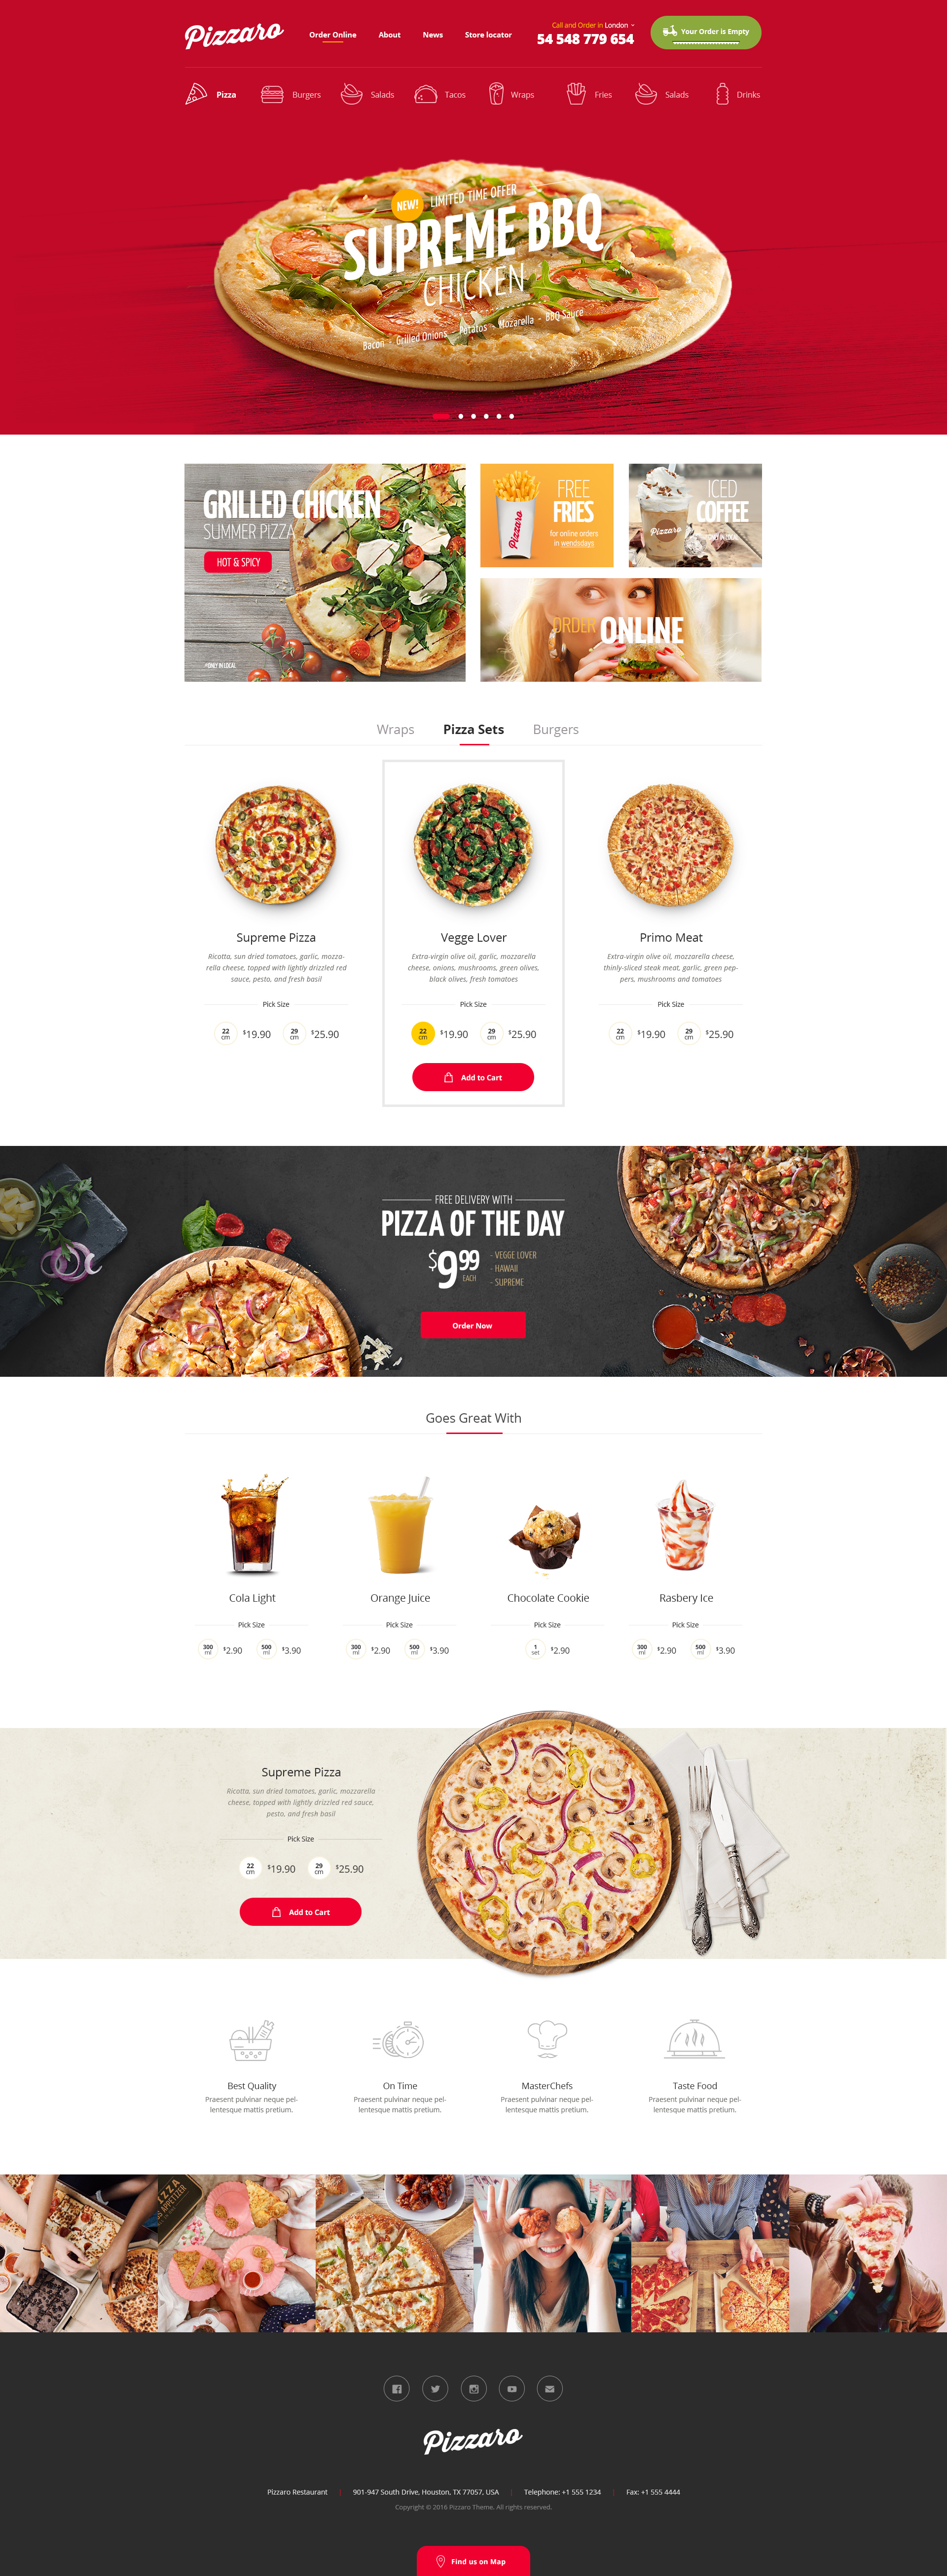 Pizzaro
Order Online
About
News
Store locator
Call and Order in London
54 548 779 654
Your Order is Empty
Pizza
Burgers
Salads
Tacos
Wraps
Fries
Salads
Drinks
NEW!
LIMITED TIME OFFER
SUPREME BBQ
CHICKEN
Bacon - Grilled Onions - Potatos - Mozarella - BBQ Sauce
GRILLED CHICKEN
SUMMER PIZZA
HOT & SPICY
*ONLY IN LOCAL
Pizzaro
FREE
FRIES
for online orders
in wendsdays
Pizzaro
ICED
COFFEE
ORDER ONLINE
Wraps
Pizza Sets
Burgers
Supreme Pizza
Ricotta, sun dried tomatoes, garlic, mozza-
rella cheese, topped with lightly drizzled red
sauce, pesto, and fresh basil
Pick Size
22 cm $19.90 29 cm $25.90
Vegge Lover
Extra-virgin olive oil, garlic, mozzarella
cheese, onions, mushrooms, green olives,
black olives, fresh tomatoes
Pick Size
22 cm $19.90 29 cm $25.90
Add to Cart
Primo Meat
Extra-virgin olive oil, mozzarella cheese,
thinly-sliced steak meat, garlic, green pep-
pers, mushrooms and tomatoes
Pick Size
22 cm $19.90 29 cm $25.90
FREE DELIVERY WITH
PIZZA OF THE DAY
$9.99 EACH
- VEGGE LOVER
- HAWAII
- SUPREME
Order Now
Goes Great With
Cola Light
Pick Size
300 ml $2.90 500 ml $3.90
Orange Juice
Pick Size
300 ml $2.90 500 ml $3.90
Chocolate Cookie
Pick Size
1 set $2.90
Rasbery Ice
Pick Size
300 ml $2.90 500 ml $3.90
Supreme Pizza
Ricotta, sun dried tomatoes, garlic, mozzarella
cheese, topped with lightly drizzled red sauce,
pesto, and fresh basil
Pick Size
22 cm $19.90 29 cm $25.90
Add to Cart
Best Quality
Praesent pulvinar neque pel-
lentesque mattis pretium.
On Time
Praesent pulvinar neque pel-
lentesque mattis pretium.
MasterChefs
Praesent pulvinar neque pel-
lentesque mattis pretium.
Taste Food
Praesent pulvinar neque pel-
lentesque mattis pretium.
Pizzaro
Pizzaro Restaurant | 901-947 South Drive, Houston, TX 77057, USA | Telephone: +1 555 1234 | Fax: +1 555 4444
Copyright © 2016 Pizzaro Theme. All rights reserved.
Find us on Map